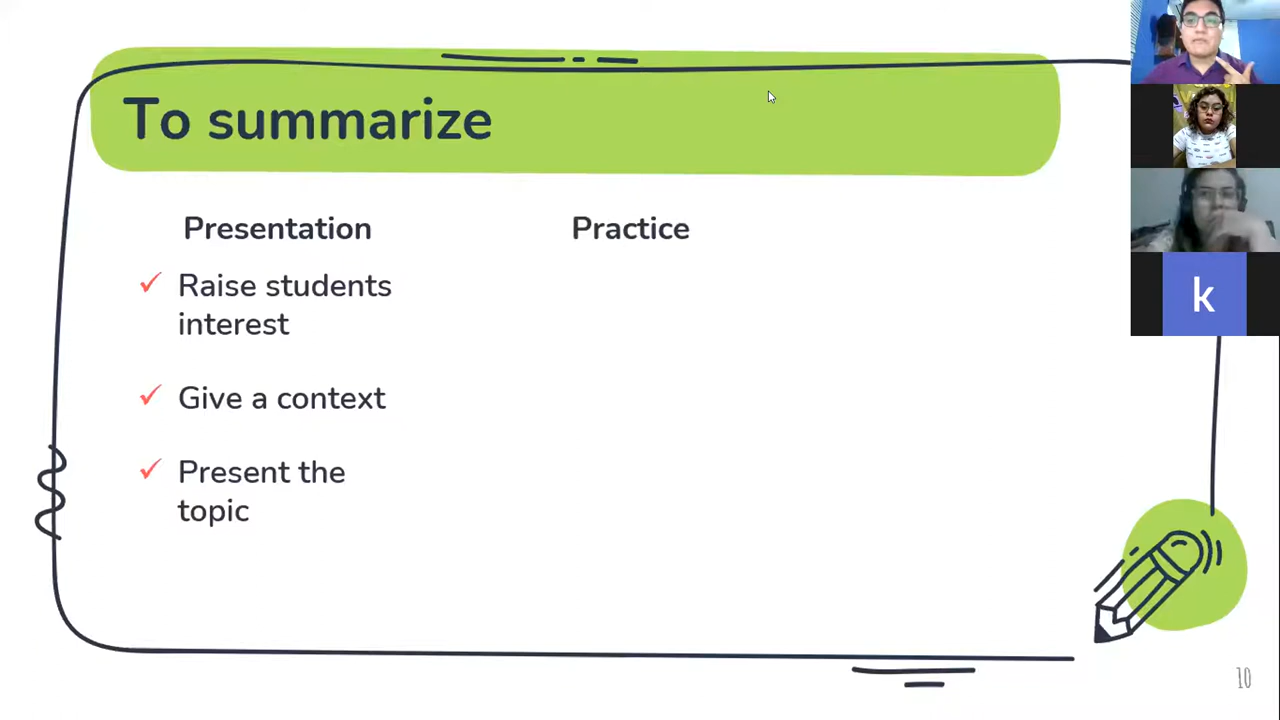 To summarize
Presentation
Practice
Raise students
interest
Give a context
Present the
topic
k
10